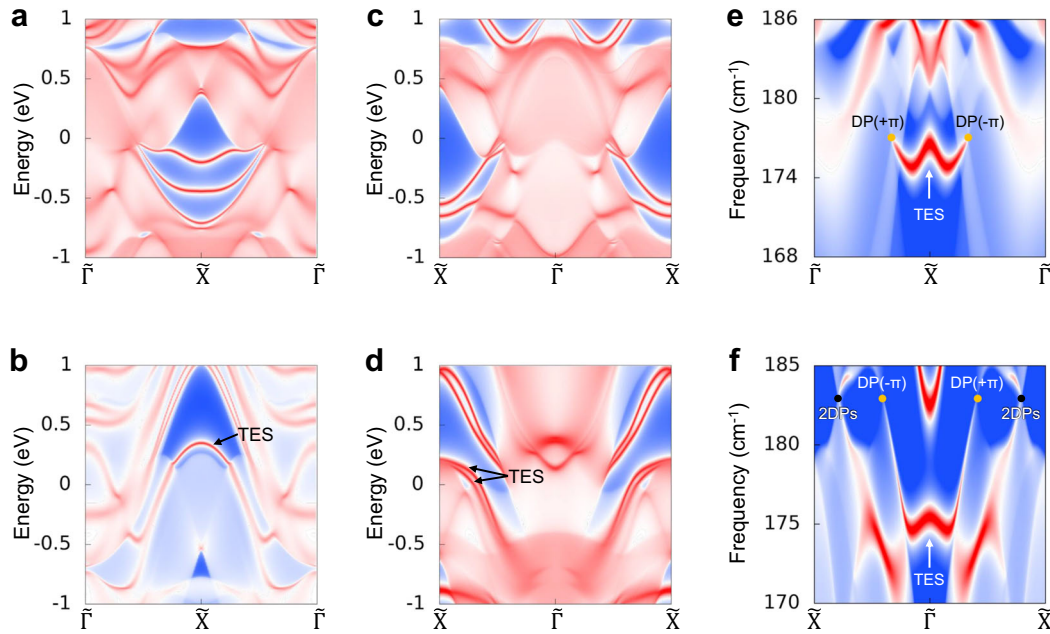 a
Energy (eV)
1
0.5
0
-0.5
-1
Γ̃
X̃
Γ̃
c
Energy (eV)
1
0.5
0
-0.5
-1
X̃
Γ̃
X̃
e
Frequency (cm⁻¹)
186
180
174
168
DP(+π)
DP(-π)
TES
Γ̃
X̃
Γ̃
b
Energy (eV)
1
0.5
0
-0.5
-1
TES
Γ̃
X̃
Γ̃
d
Energy (eV)
1
0.5
0
-0.5
-1
TES
X̃
Γ̃
X̃
f
Frequency (cm⁻¹)
185
180
175
170
DP(-π)
DP(+π)
2DPs
2DPs
TES
X̃
Γ̃
X̃